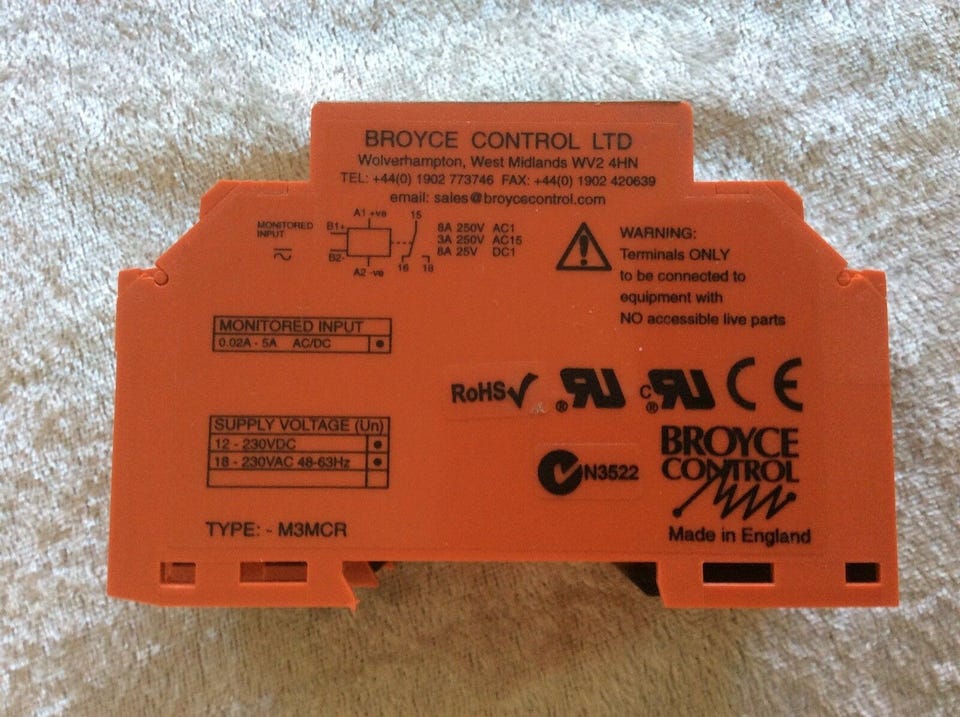 BROYCE CONTROL LTD
Wolverhampton, West Midlands WV2 4HN
TEL: +44(0) 1902 773746 FAX: +44(0) 1902 420639
email: sales@broycecontrol.com
MONITORED
INPUT
A1 +ve
15
B1+
B2-
A2 -ve
16
18
8A 250V AC1
3A 250V AC15
8A 25V DC1
WARNING:
Terminals ONLY
to be connected to
equipment with
NO accessible live parts
MONITORED INPUT
0.02A - 5A AC/DC
RoHS
® RU
C ® RU
CE
SUPPLY VOLTAGE (Un)
12 - 230VDC
18 - 230VAC 48-63Hz
N3522
BROYCE
CONTROL
TYPE: - M3MCR
Made in England